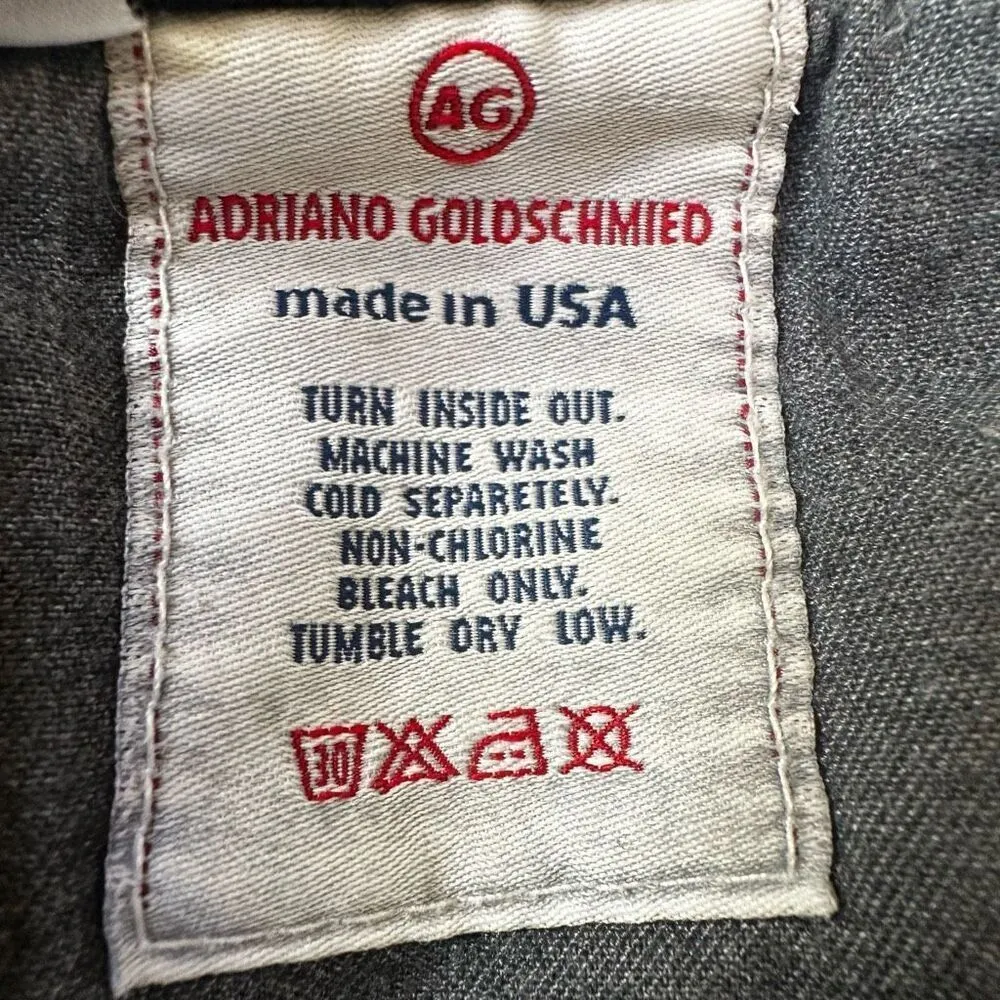 AG
ADRIANO GOLDSCHMIED
made in USA
TURN INSIDE OUT.
MACHINE WASH
COLD SEPARETELY.
NON-CHLORINE
BLEACH ONLY.
TUMBLE DRY LOW.
30